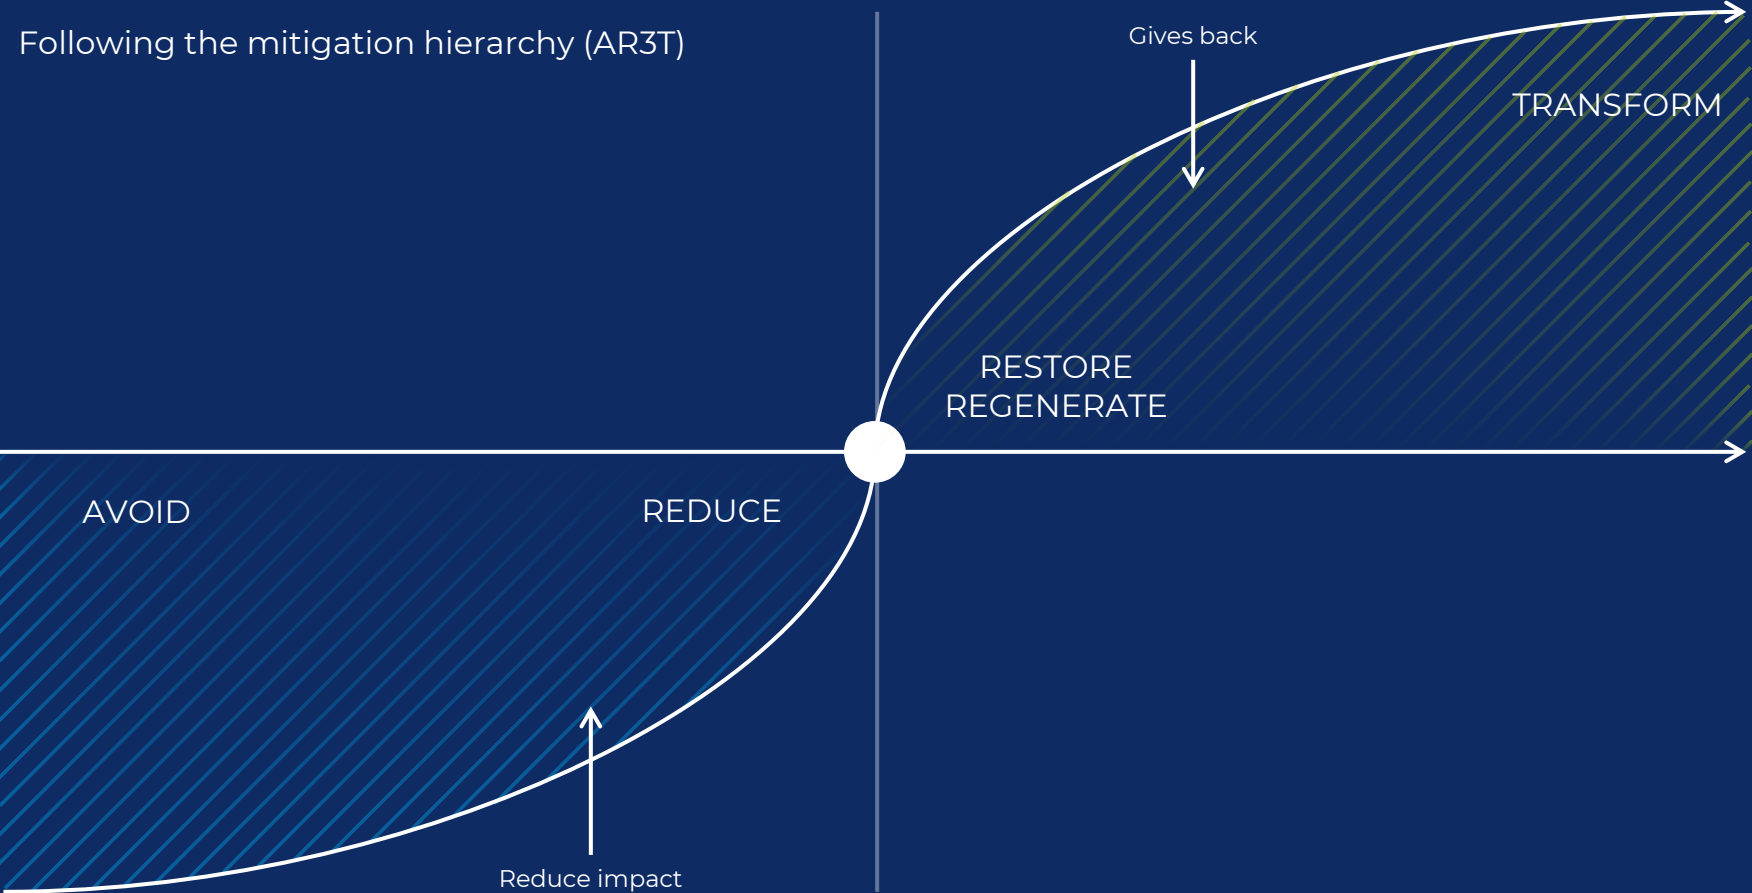 Following the mitigation hierarchy (AR3T)
Gives back
TRANSFORM
RESTORE
REGENERATE
AVOID
REDUCE
Reduce impact